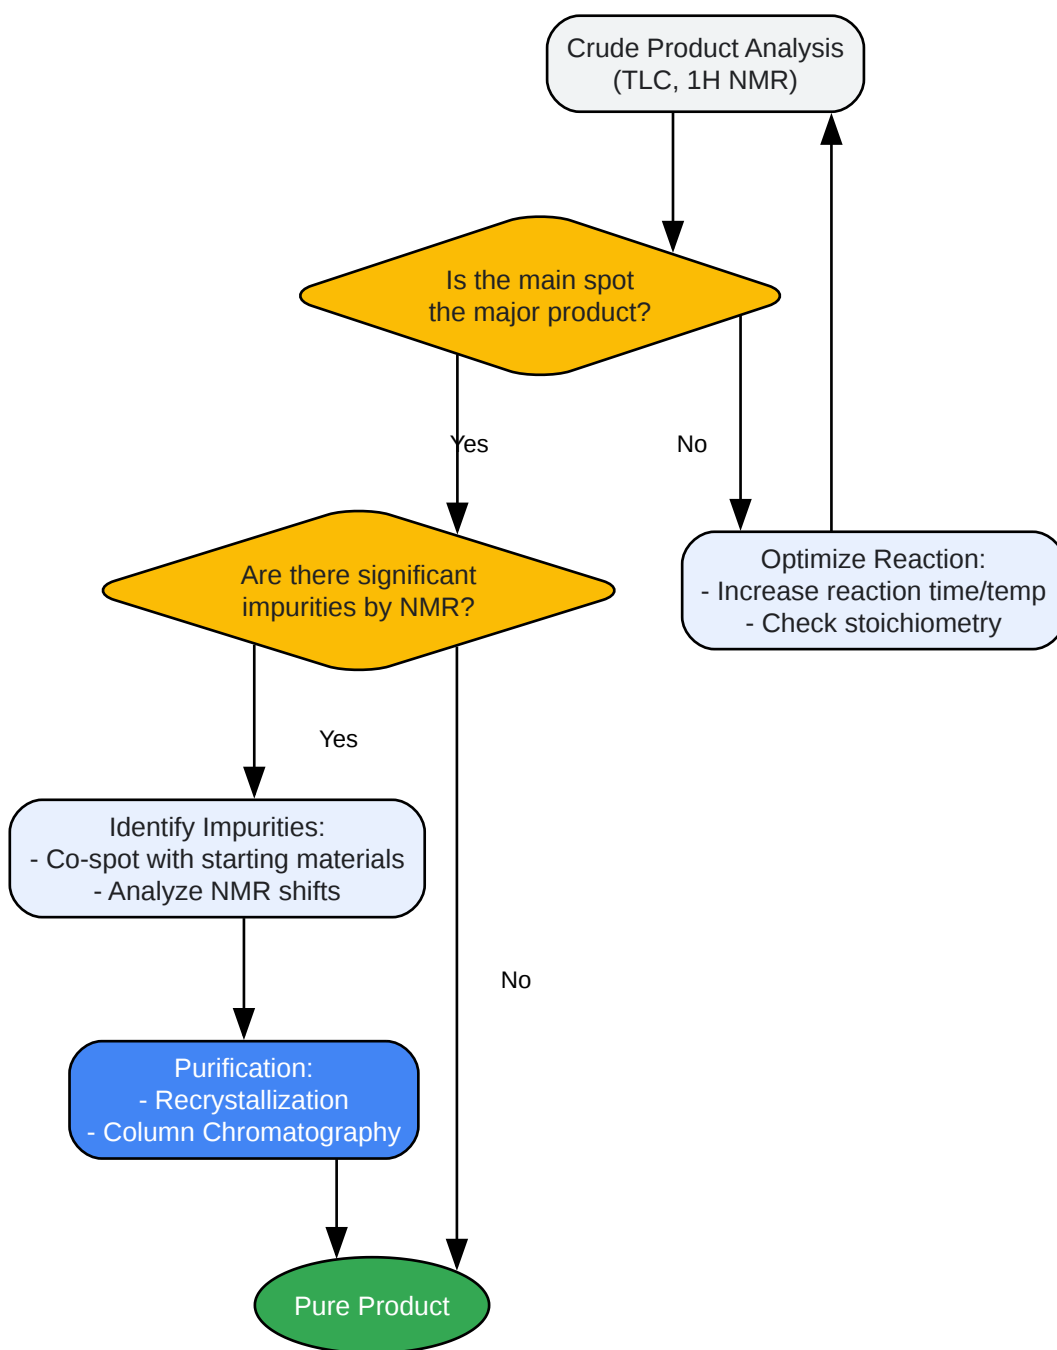 Crude Product Analysis
(TLC, 1H NMR)
Is the main spot
the major product?
Yes
No
Are there significant
impurities by NMR?
Optimize Reaction:
- Increase reaction time/temp
- Check stoichiometry
Yes
Identify Impurities:
- Co-spot with starting materials
- Analyze NMR shifts
No
Purification:
- Recrystallization
- Column Chromatography
Pure Product